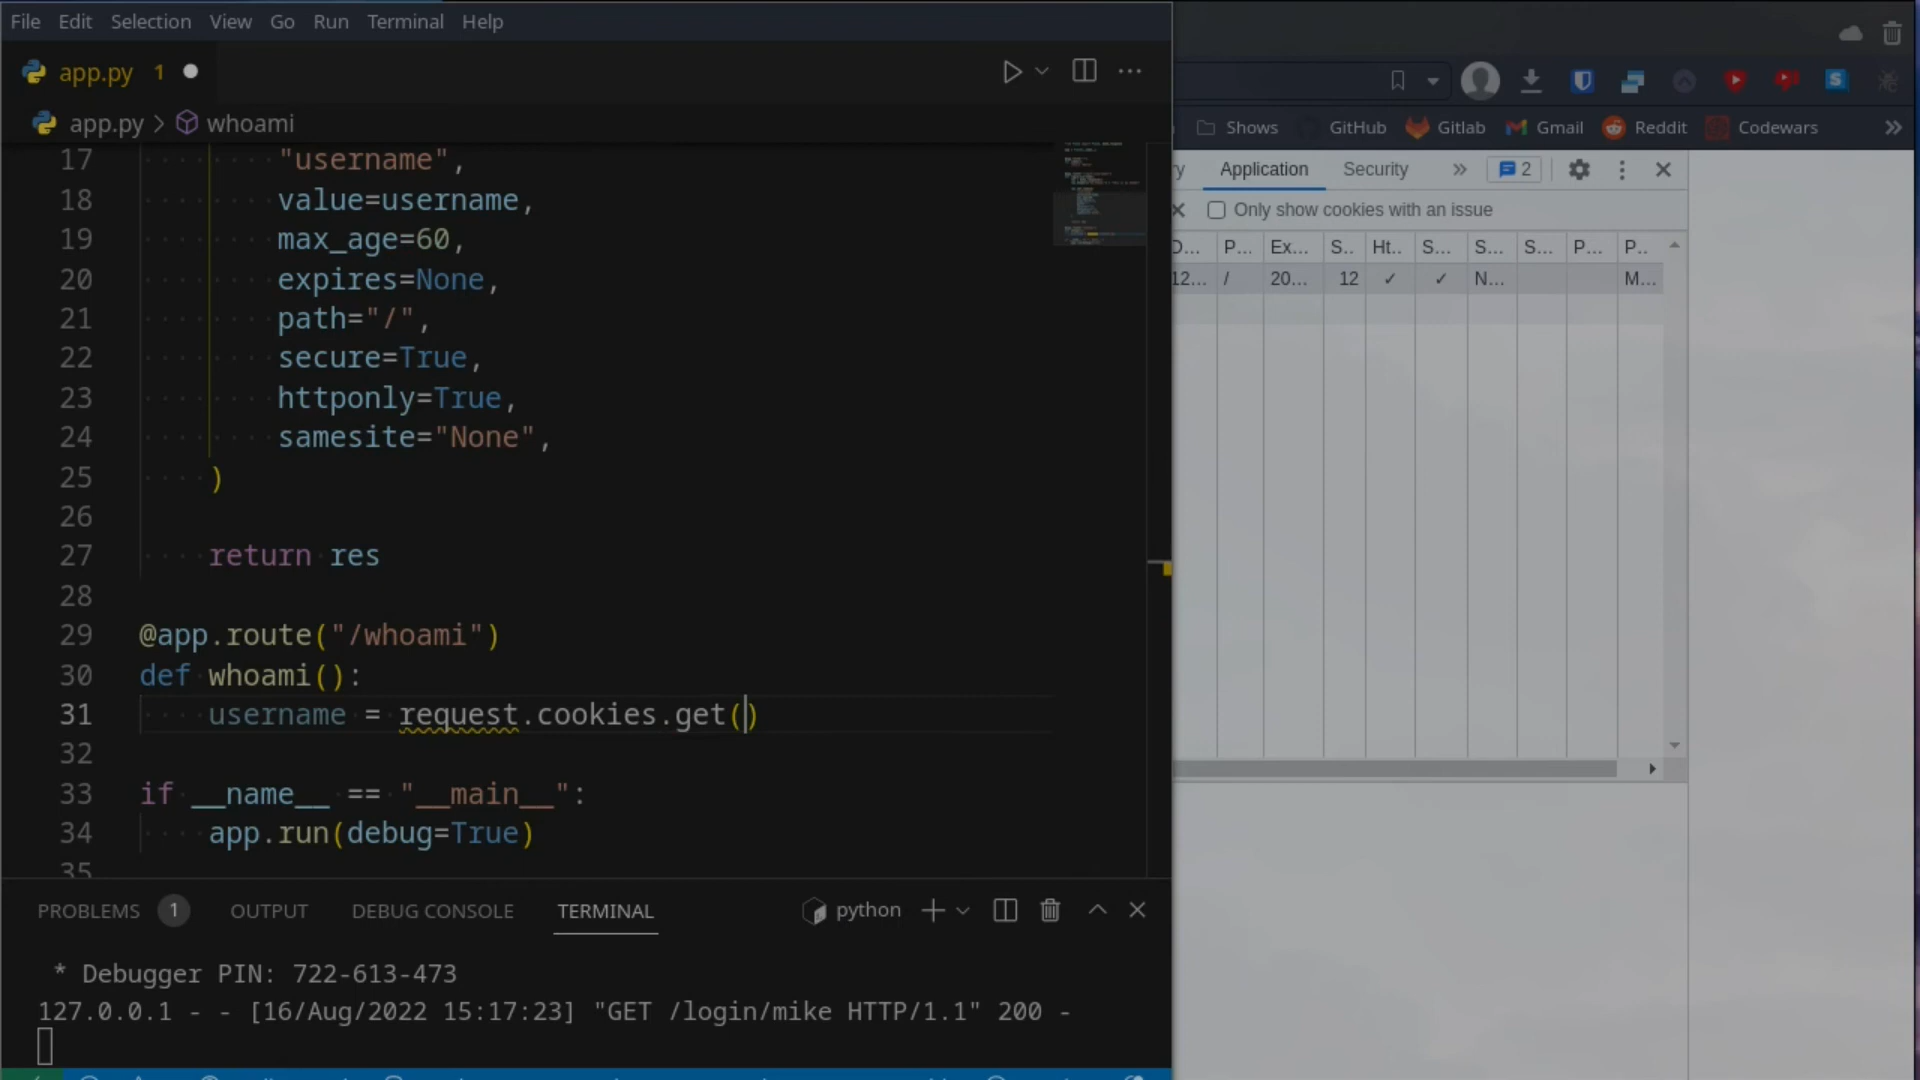 File Edit Selection View Go Run Terminal Help
app.py 1
app.py > whoami
17 "username",
18 value=username,
19 max_age=60,
20 expires=None,
21 path="/",
22 secure=True,
23 httponly=True,
24 samesite="None",
25 )
26
27 return res
28
29 @app.route("/whoami")
30 def whoami():
31 username = request.cookies.get()
32
33 if __name__ == "__main__":
34 app.run(debug=True)
35
PROBLEMS 1 OUTPUT DEBUG CONSOLE TERMINAL python
* Debugger PIN: 722-613-473
127.0.0.1 - - [16/Aug/2022 15:17:23] "GET /login/mike HTTP/1.1" 200 -
Shows GitHub Gitlab Gmail Reddit Codewars »
Application Security » 2
Only show cookies with an issue
D... P... Ex... S.. Ht.. S... S... S... P... P..
12... / 20... 12 ✓ ✓ N... M...